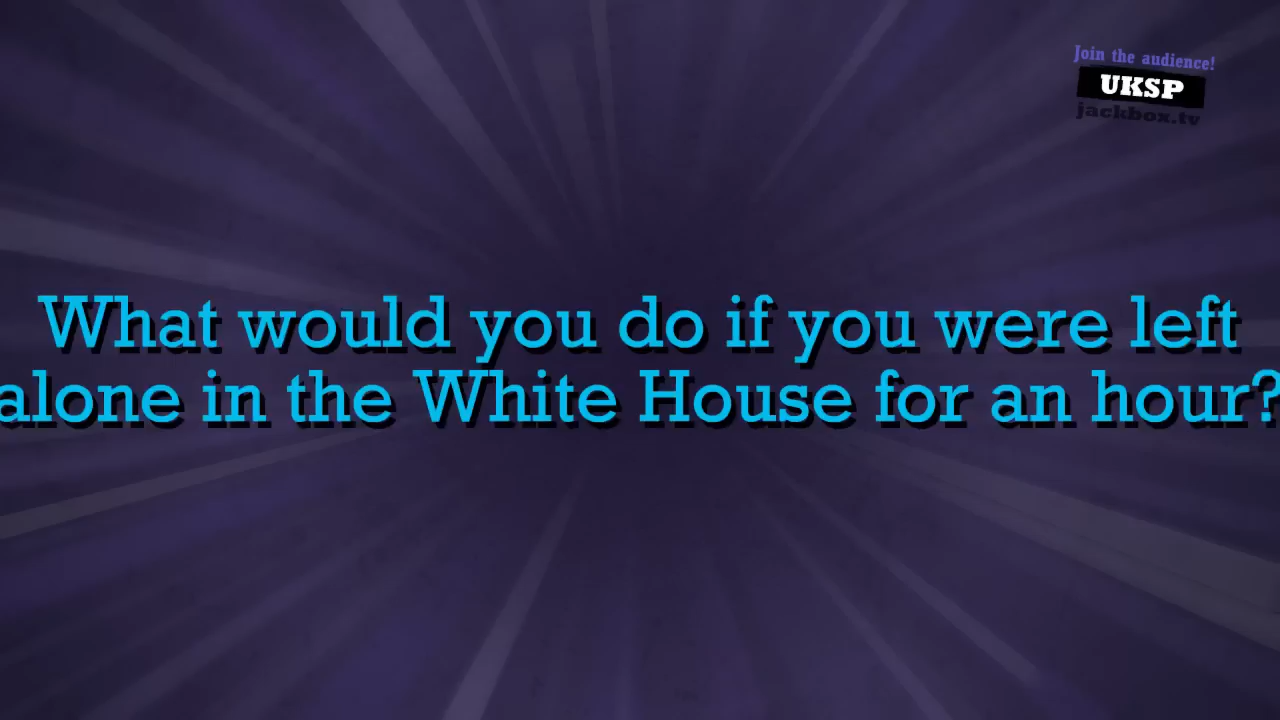 Join the audience!
UKSP
jackbox.tv
What would you do if you were left
alone in the White House for an hour?